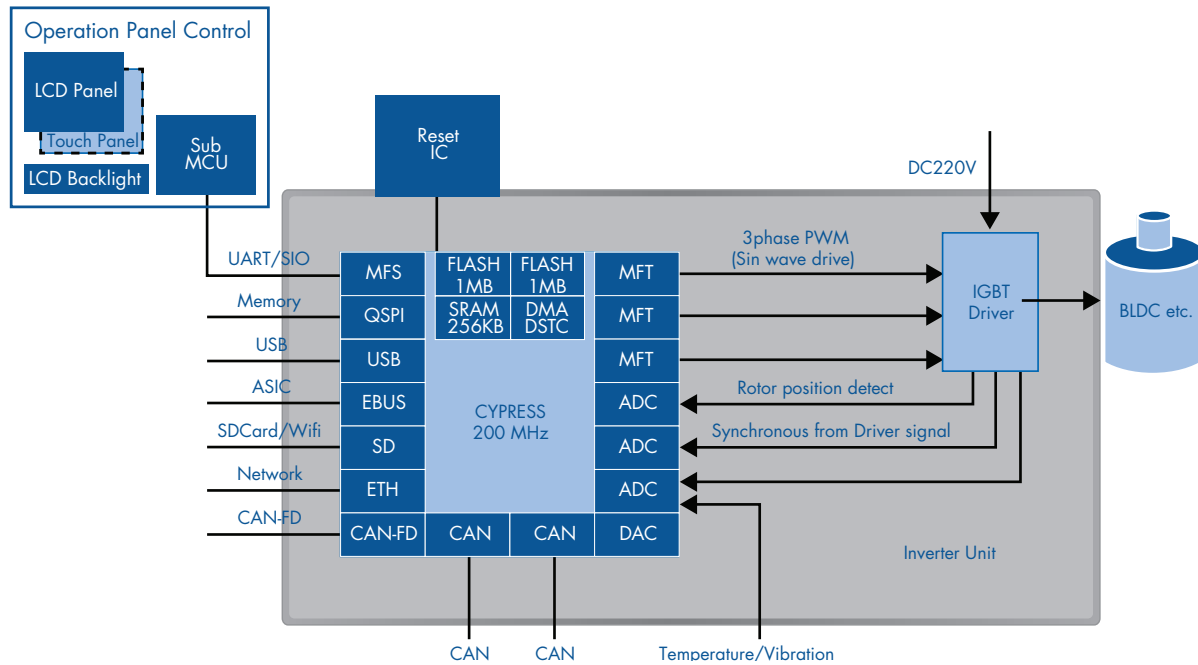 Operation Panel Control
LCD Panel
Touch Panel
LCD Backlight
Sub
MCU
Reset
IC
DC220V
UART/SIO
Memory
USB
ASIC
SDCard/Wifi
Network
CAN-FD
MFS
QSPI
USB
EBUS
SD
ETH
CAN-FD
FLASH
1MB
FLASH
1MB
SRAM
256KB
DMA
DSTC
CYPRESS
200 MHz
CAN
CAN
MFT
MFT
MFT
ADC
ADC
ADC
DAC
3phase PWM
(Sin wave drive)
Rotor position detect
Synchronous from Driver signal
IGBT
Driver
BLDC etc.
Inverter Unit
CAN
CAN
Temperature/Vibration